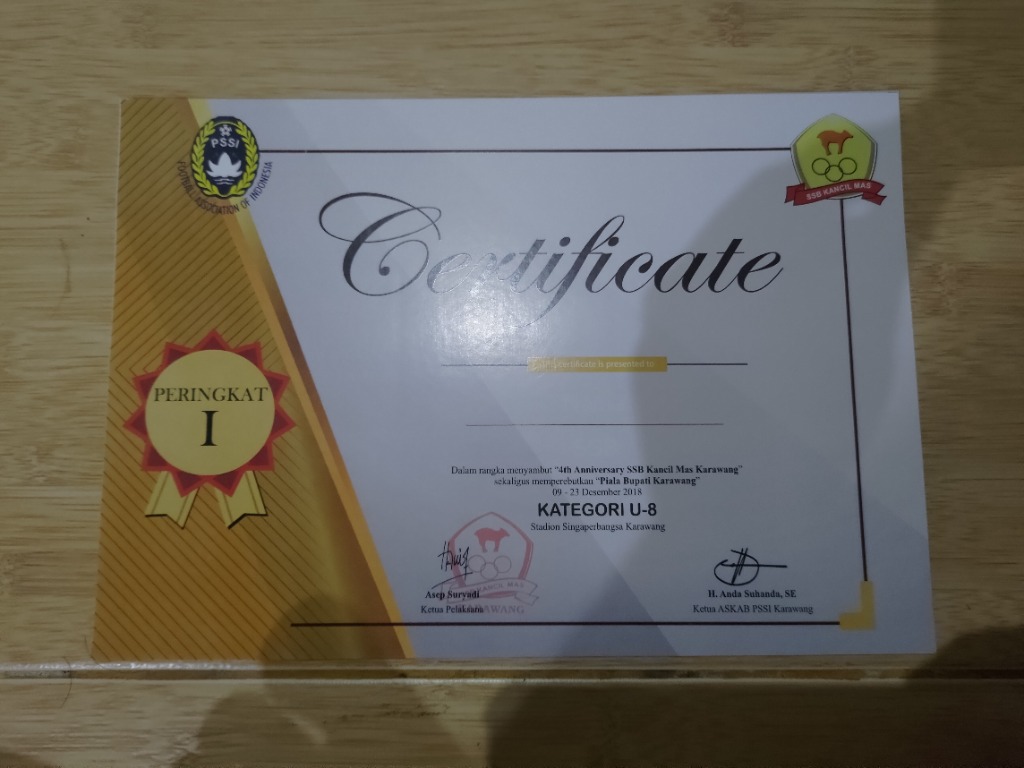 PSSI
FOOTBALL ASSOCIATION OF INDONESIA
SSB KANCIL MAS
Certificate
certificate is presented to
PERINGKAT
I
Dalam rangka menyambut "4th Anniversary SSB Kancil Mas Karawang"
sekaligus memperebutkan "Piala Bupati Karawang"
09 - 23 Desember 2018
KATEGORI U-8
Stadion Singaperbangsa Karawang
KANCIL MAS
KARAWANG
Asep Suryadi
Ketua Pelaksana
H. Anda Suhanda, SE
Ketua ASKAB PSSI Karawang